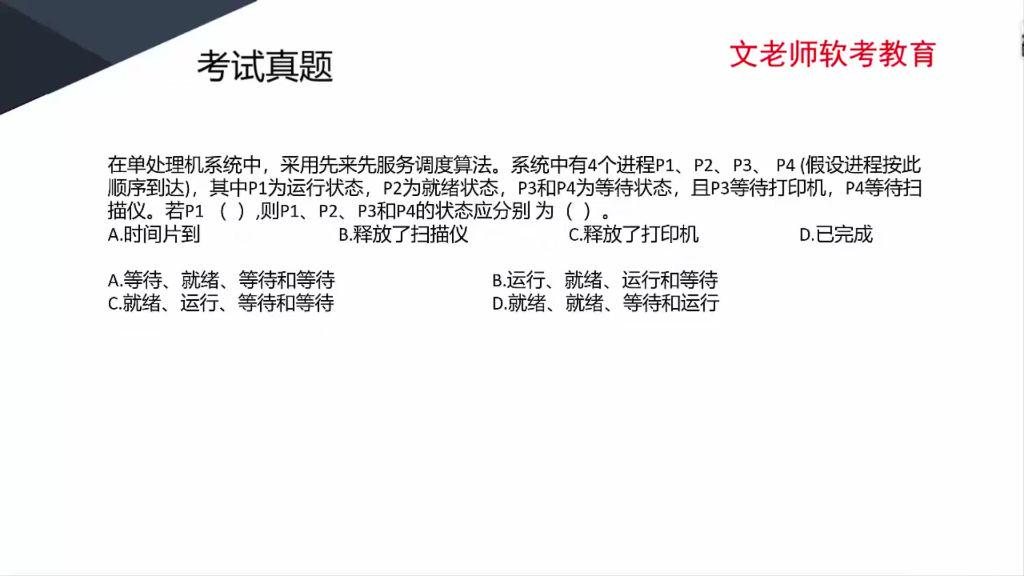 考试真题
文老师软考教育
在单处理机系统中，采用先来先服务调度算法。系统中有4个进程P1、P2、P3、 P4 (假设进程按此
顺序到达)，其中P1为运行状态，P2为就绪状态，P3和P4为等待状态，且P3等待打印机，P4等待扫
描仪。若P1 （ ）,则P1、P2、P3和P4的状态应分别 为（ ）。
A.时间片到 B.释放了扫描仪 C.释放了打印机 D.已完成
A.等待、就绪、等待和等待 B.运行、就绪、运行和等待
C.就绪、运行、等待和等待 D.就绪、就绪、等待和运行